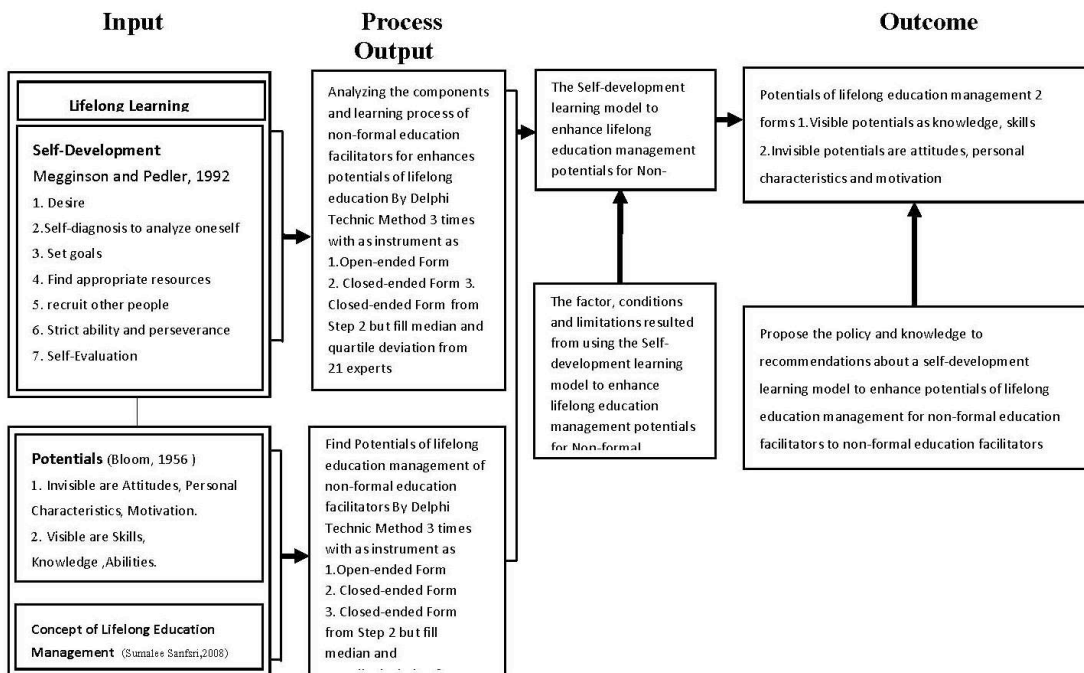 Input
Process
Output
Outcome
Lifelong Learning
Self-Development
Megginson and Pedler, 1992
1. Desire
2.Self-diagnosis to analyze oneself
3. Set goals
4. Find appropriate resources
5. recruit other people
6. Strict ability and perseverance
7. Self-Evaluation
Potentials (Bloom, 1956 )
1. Invisible are Attitudes, Personal
Characteristics, Motivation.
2. Visible are Skills,
Knowledge ,Abilities.
Concept of Lifelong Education
Management (Sumalee Sanfsri,2008)
Analyzing the components
and learning process of
non-formal education
facilitators for enhances
potentials of lifelong
education By Delphi
Technic Method 3 times
with as instrument as
1.Open-ended Form
2. Closed-ended Form 3.
Closed-ended Form from
Step 2 but fill median and
quartile deviation from
21 experts
Find Potentials of lifelong
education management of
non-formal education
facilitators By Delphi
Technic Method 3 times
with as instrument as
1.Open-ended Form
2. Closed-ended Form
3. Closed-ended Form
from Step 2 but fill
median and
The Self-development
learning model to
enhance lifelong
education management
potentials for Non-
The factor, conditions
and limitations resulted
from using the Self-
development learning
model to enhance
lifelong education
management potentials
for Non-formal
Potentials of lifelong education management 2
forms 1.Visible potentials as knowledge, skills
2.Invisible potentials are attitudes, personal
characteristics and motivation
Propose the policy and knowledge to
recommendations about a self-development
learning model to enhance potentials of lifelong
education management for non-formal education
facilitators to non-formal education facilitators